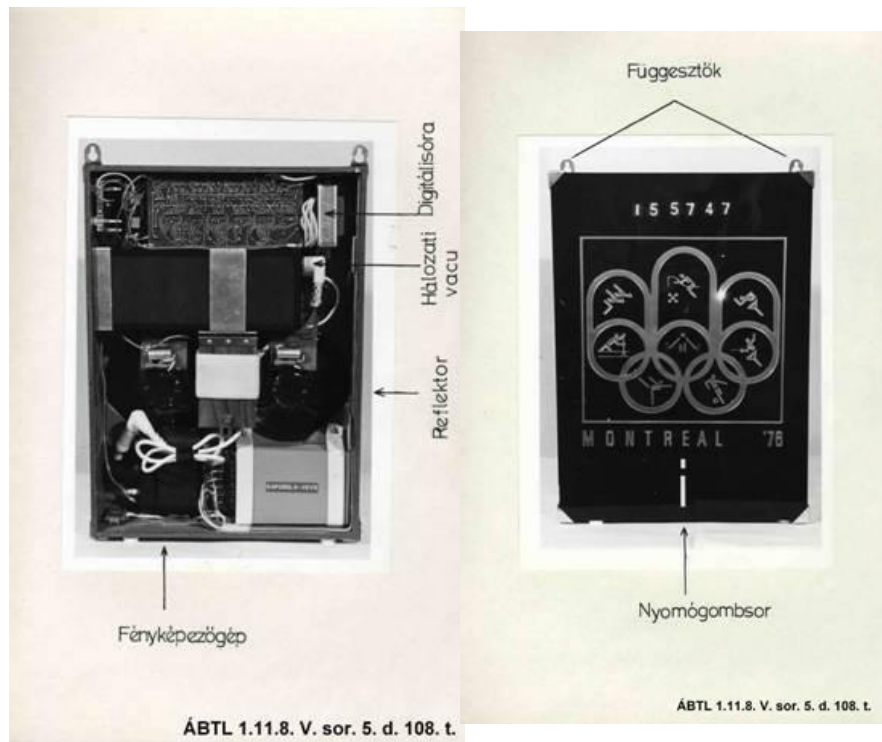 Digitálisóra
Hálozati
vacu
Reflektor
Fényképezőgép
ÁBTL 1.11.8. V. sor. 5. d. 108. t.
Függesztők
155747
MONTREAL '76
Nyomógombsor
ÁBTL 1.11.8. V. sor. 5. d. 108. t.